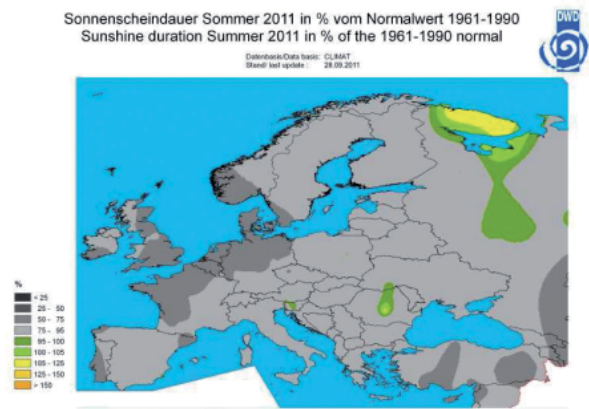 Sonnenscheindauer Sommer 2011 in % vom Normalwert 1961-1990
Sunshine duration Summer 2011 in % of the 1961-1990 normal
DWD
Datenbasis/Data basis: CLIMAT
Stand/ last update : 28.09.2011
%
< 25
25 - 50
50 - 75
75 - 95
95 - 100
100 - 105
105 - 125
125 - 150
> 150